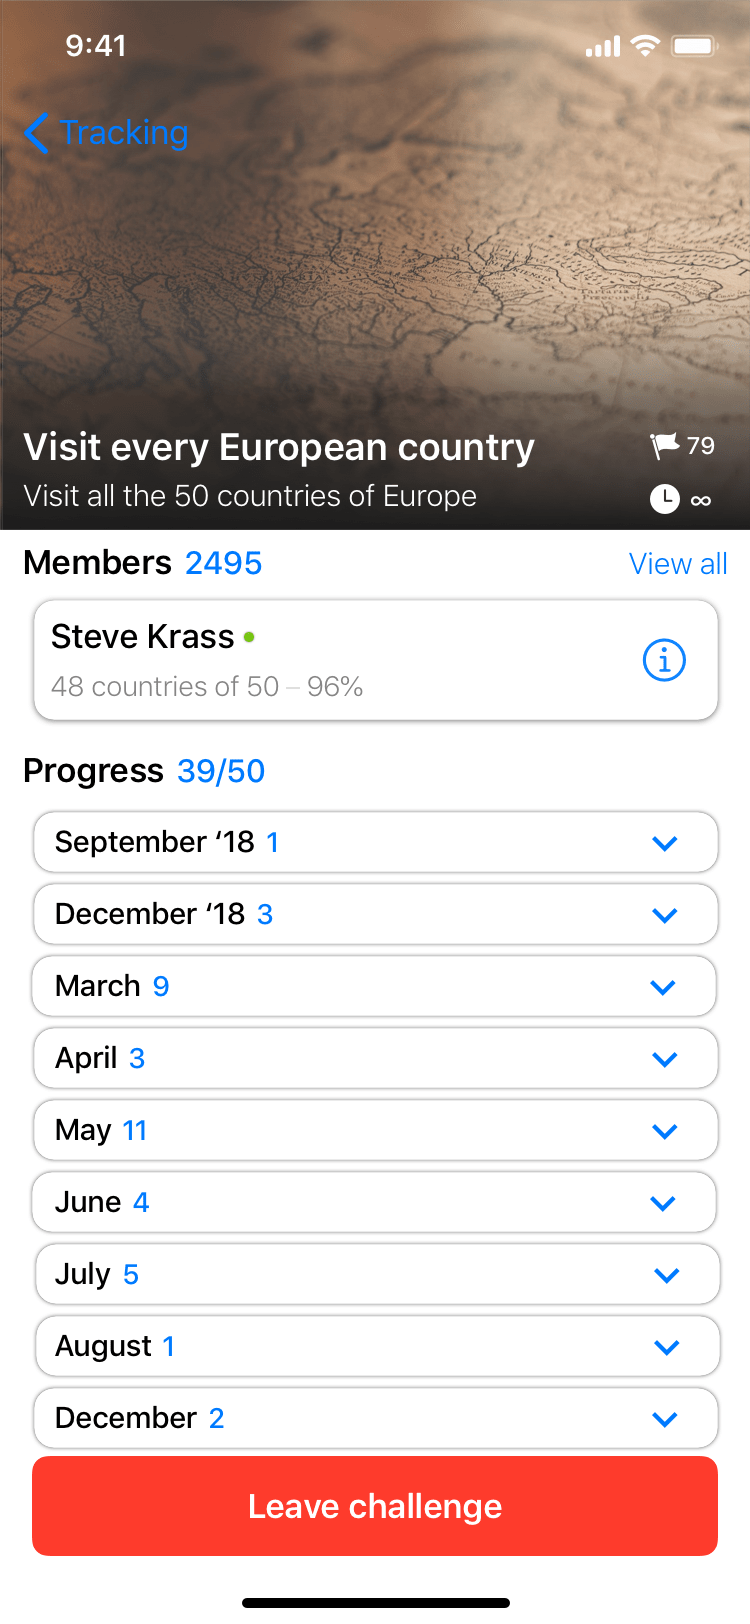 9:41
Tracking
Visit every European country
79
Visit all the 50 countries of Europe
∞
Members 2495
View all
Steve Krass
48 countries of 50 – 96%
Progress 39/50
September ‘18 1
December ‘18 3
March 9
April 3
May 11
June 4
July 5
August 1
December 2
Leave challenge